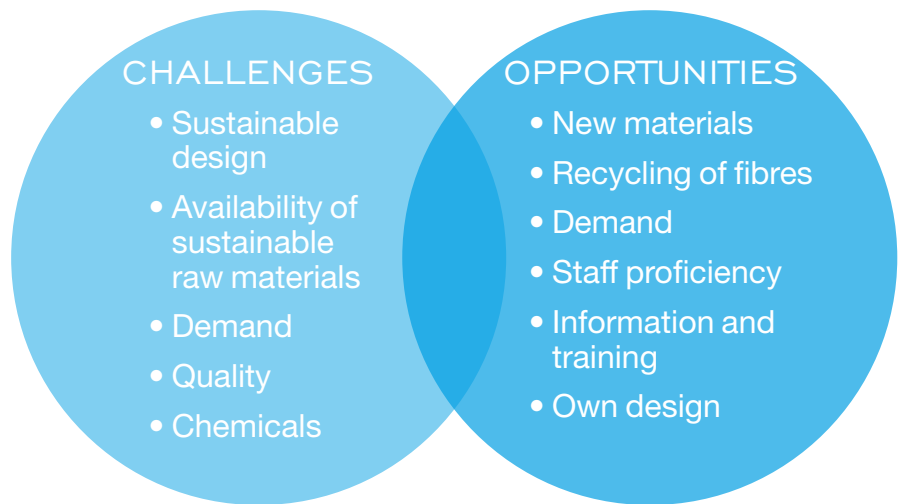 CHALLENGES
• Sustainable
design
• Availability of
sustainable
raw materials
• Demand
• Quality
• Chemicals
OPPORTUNITIES
• New materials
• Recycling of fibres
• Demand
• Staff proficiency
• Information and
training
• Own design